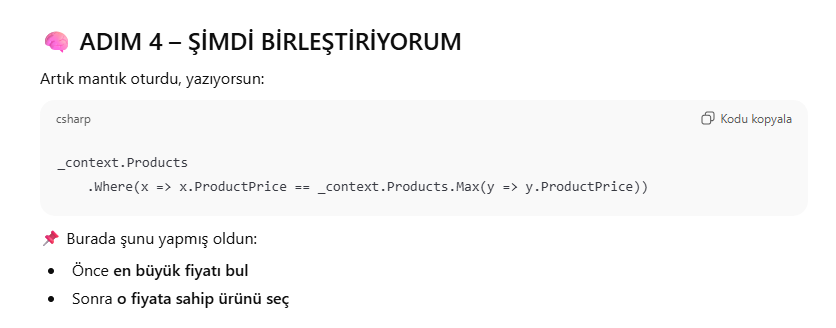 🧠 ADIM 4 – ŞİMDİ BİRLEŞTİRİYORUM
Artık mantık oturdu, yazıyorsun:
csharp
Kodu kopyala
_context.Products
    .Where(x => x.ProductPrice == _context.Products.Max(y => y.ProductPrice))
📌 Burada şunu yapmış oldun:
• Önce en büyük fiyatı bul
• Sonra o fiyata sahip ürünü seç